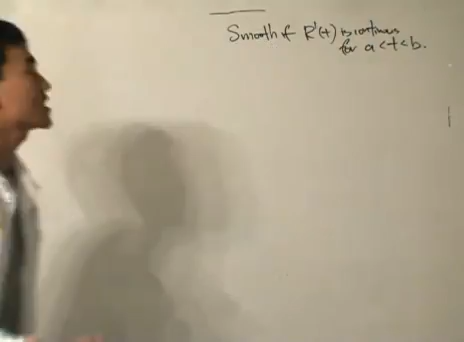 Smooth if R'(t) is continuous
for a < t < b.